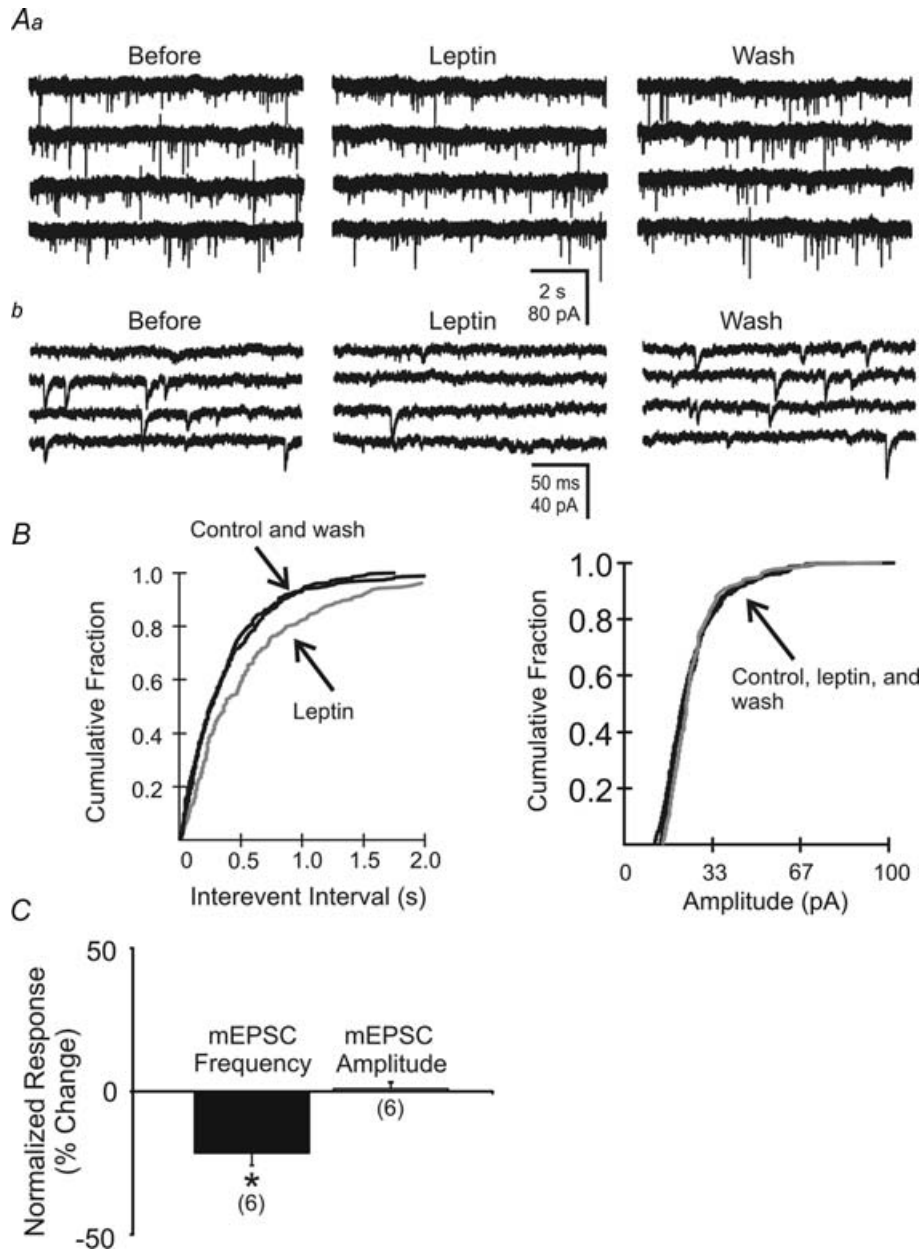 Aa
Before Leptin Wash
2 s
80 pA
b
Before Leptin Wash
50 ms
40 pA
B
Control and wash
1.0
0.8
0.6
0.4
0.2
Cumulative Fraction
Leptin
0 0.5 1.0 1.5 2.0
Interevent Interval (s)
1.0
0.8
0.6
0.4
0.2
Cumulative Fraction
Control, leptin, and
wash
0 33 67 100
Amplitude (pA)
C
50
0
-50
Normalized Response
(% Change)
mEPSC
Frequency
mEPSC
Amplitude
*
(6)
(6)